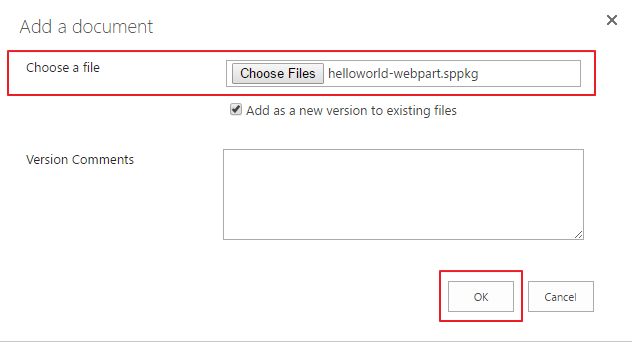 Add a document
Choose a file
Choose Files helloworld-webpart.sppkg
Add as a new version to existing files
Version Comments
OK Cancel